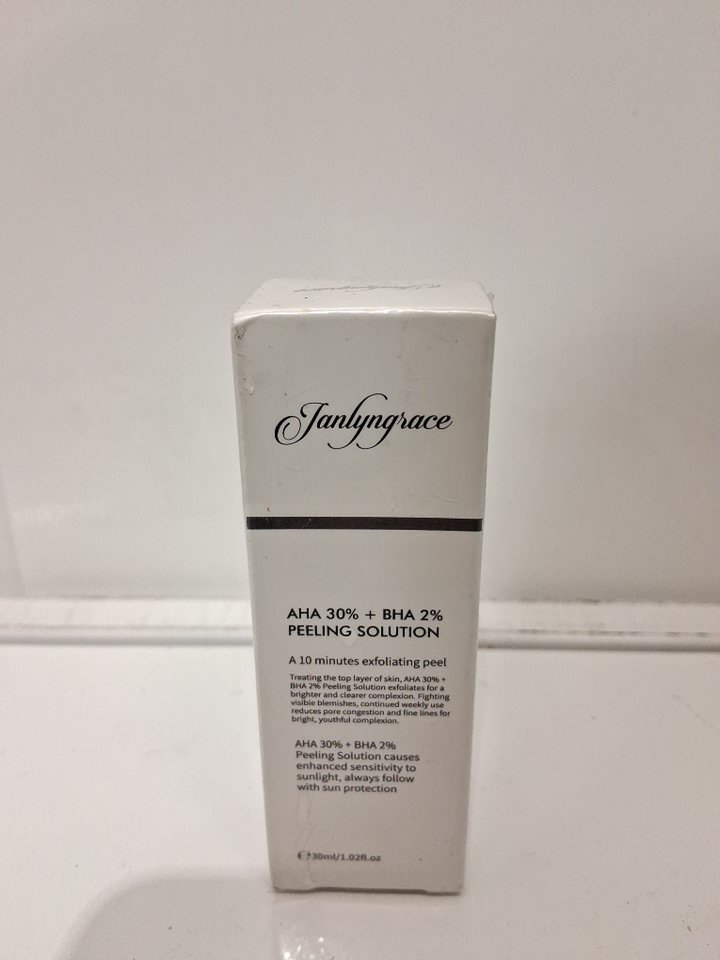 Janlyngrace
AHA 30% + BHA 2%
PEELING SOLUTION
A 10 minutes exfoliating peel
Treating the top layer of skin, AHA 30% +
BHA 2% Peeling Solution exfoliates for a
brighter and clearer complexion. Fighting
visible blemishes, continued weekly use
reduces pore congestion and fine lines for
bright, youthful complexion.
AHA 30% + BHA 2%
Peeling Solution causes
enhanced sensitivity to
sunlight, always follow
with sun protection
℮30ml/1.02fl.oz